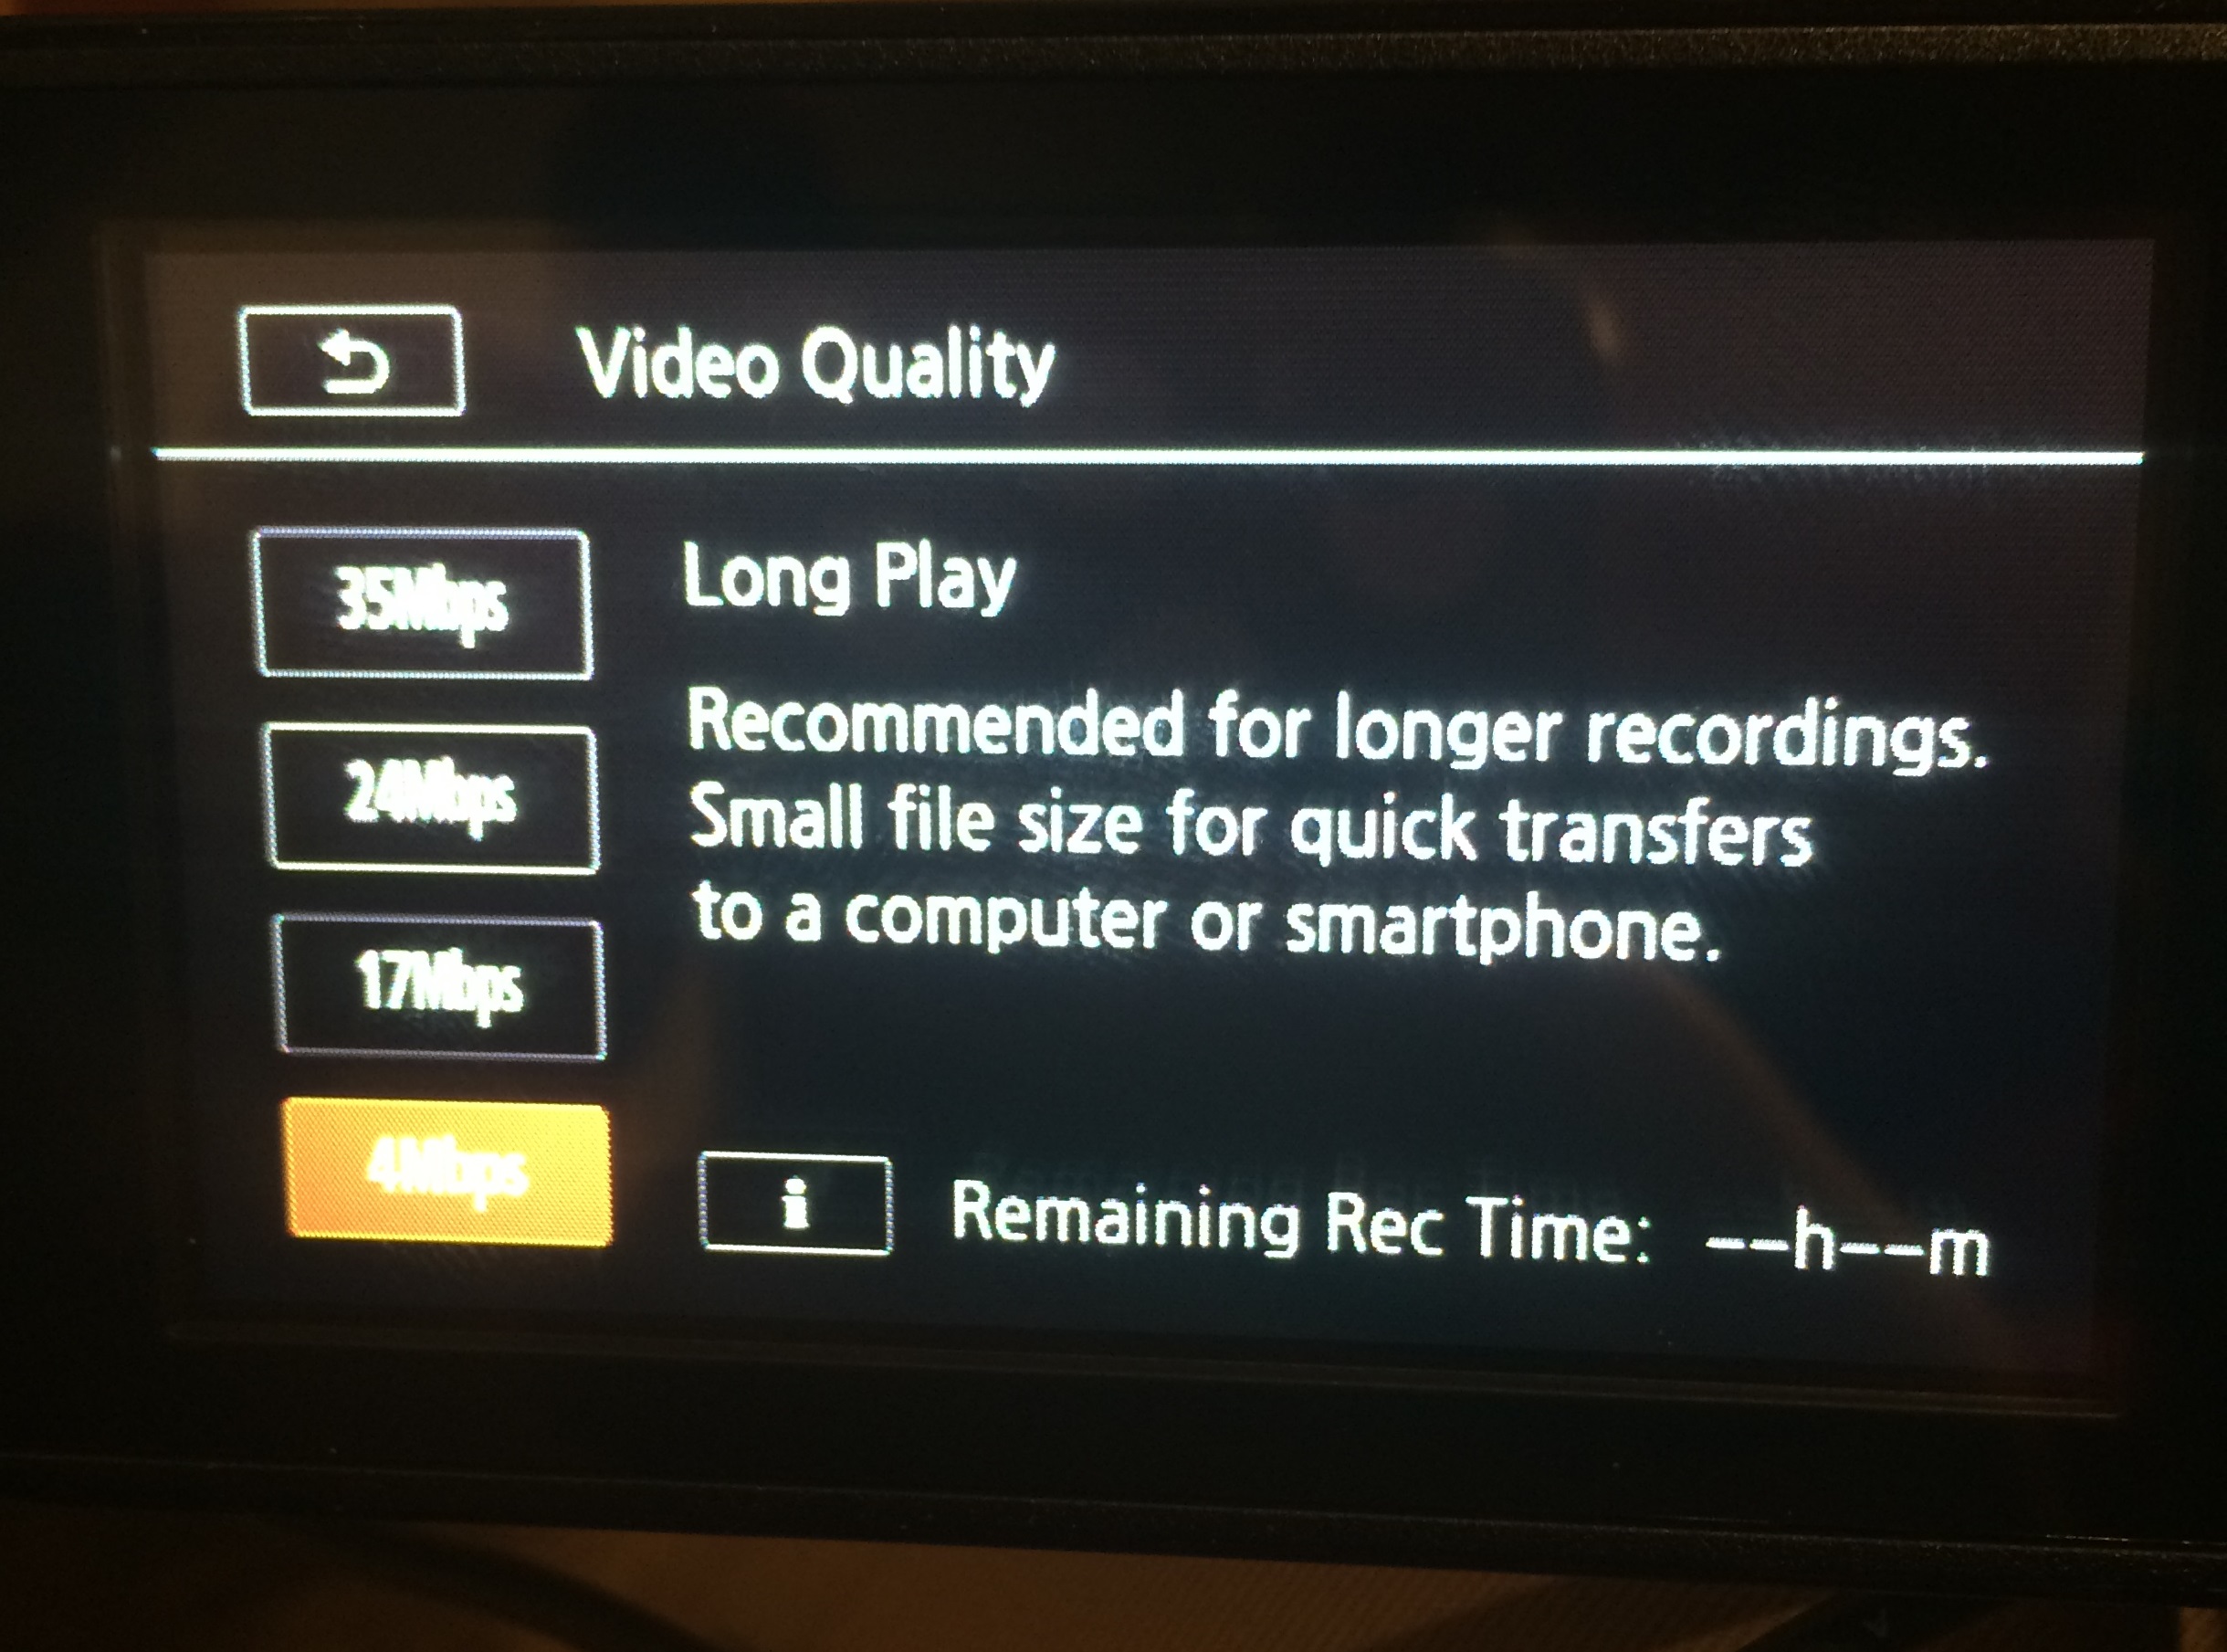 Video Quality
35Mbps
Long Play
Recommended for longer recordings.
24Mbps
Small file size for quick transfers
to a computer or smartphone.
17Mbps
4Mbps
i
Remaining Rec Time: --h--m